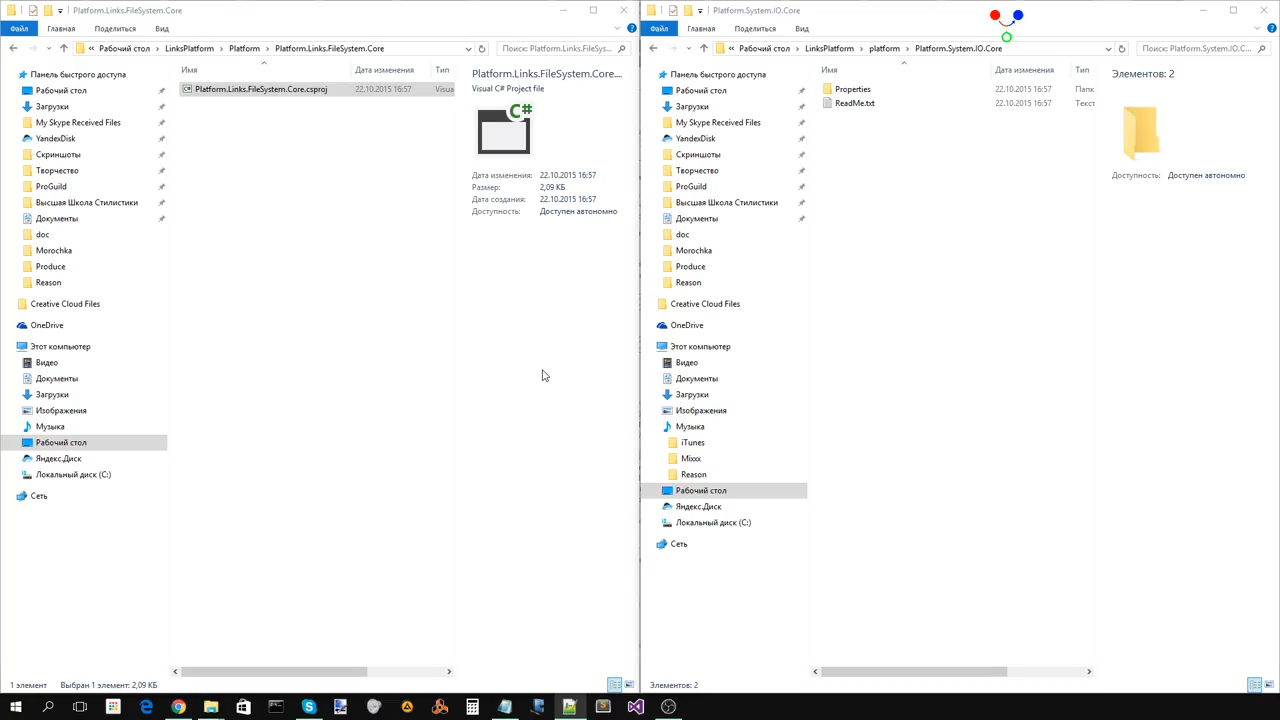 Platform.Links.FileSystem.Core
Файл Главная Поделиться Вид
« Рабочий стол LinksPlatform Platform Platform.Links.FileSystem.Core Поиск: Platform.Links.FileSys...
Панель быстрого доступа
Рабочий стол
Загрузки
My Skype Received Files
YandexDisk
Скриншоты
Творчество
ProGuild
Высшая Школа Стилистики
Документы
doc
Morochka
Produce
Reason
Creative Cloud Files
OneDrive
Этот компьютер
Видео
Документы
Загрузки
Изображения
Музыка
Рабочий стол
Яндекс.Диск
Локальный диск (C:)
Сеть
Имя Дата изменения Тип
Platform.Links.FileSystem.Core.csproj 22.10.2015 16:57 Visua
Platform.Links.FileSystem.Core....
Visual C# Project file
C#
Дата изменения: 22.10.2015 16:57
Размер: 2,09 КБ
Дата создания: 22.10.2015 16:57
Доступность: Доступен автономно
1 элемент Выбран 1 элемент: 2,09 КБ
Platform.System.IO.Core
Файл Главная Поделиться Вид
« Рабочий стол LinksPlatform platform Platform.System.IO.Core Поиск: Platform.System.IO.C...
Панель быстрого доступа
Рабочий стол
Загрузки
My Skype Received Files
YandexDisk
Скриншоты
Творчество
ProGuild
Высшая Школа Стилистики
Документы
doc
Morochka
Produce
Reason
Creative Cloud Files
OneDrive
Этот компьютер
Видео
Документы
Загрузки
Изображения
Музыка
iTunes
Mixxx
Reason
Рабочий стол
Яндекс.Диск
Локальный диск (C:)
Сеть
Имя Дата изменения Тип
Properties 22.10.2015 16:57 Папк
ReadMe.txt 22.10.2015 16:57 Текст
Элементов: 2
Доступность: Доступен автономно
Элементов: 2